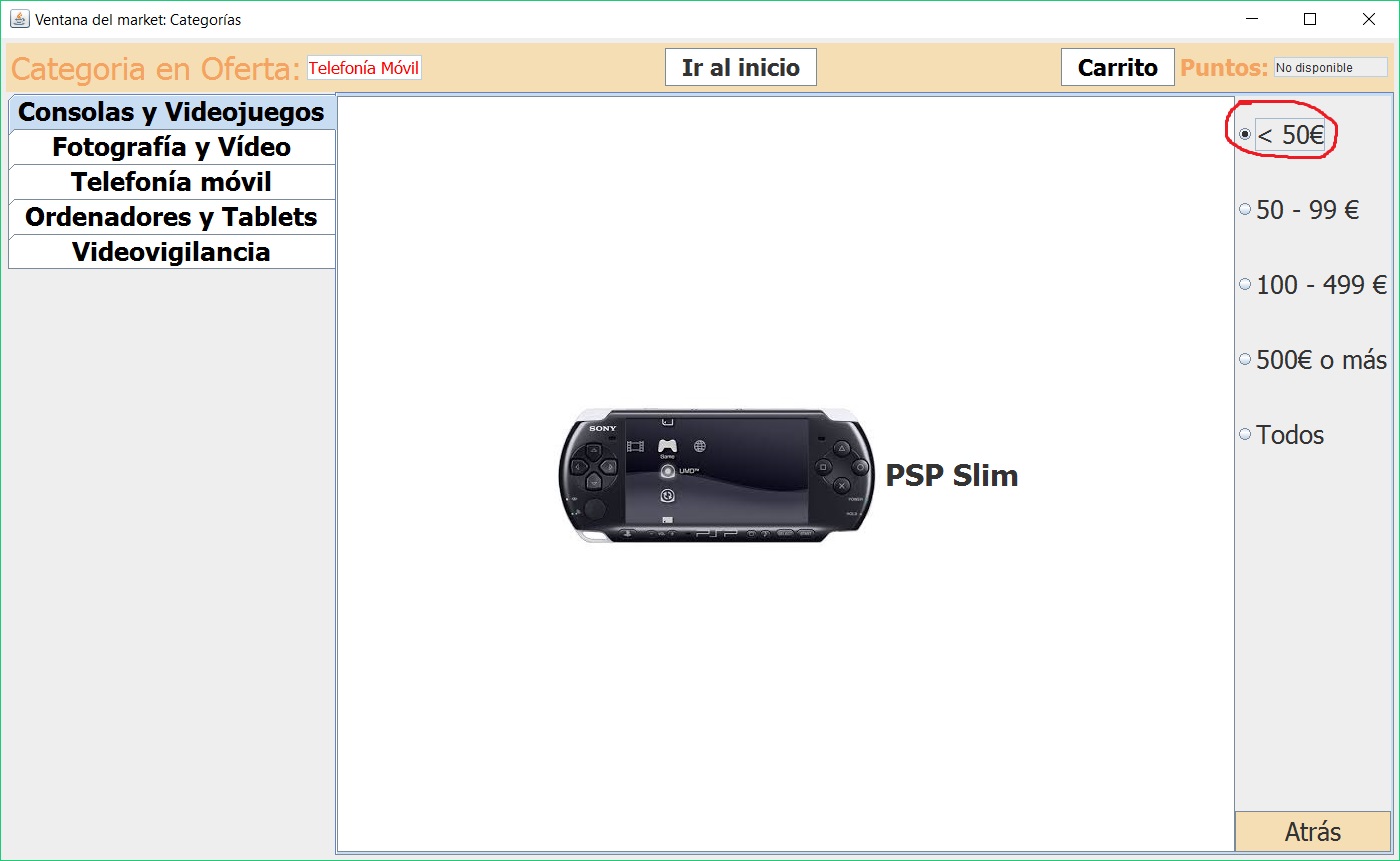 Ventana del market: Categorías
Categoria en Oferta: Telefonía Móvil Ir al inicio Carrito Puntos: No disponible
Consolas y Videojuegos
Fotografía y Vídeo
Telefonía móvil
Ordenadores y Tablets
Videovigilancia
SONY
Game
UMD™
POWER
HOLD
SELECT START
PSP Slim
< 50€
50 - 99 €
100 - 499 €
500€ o más
Todos
Atrás